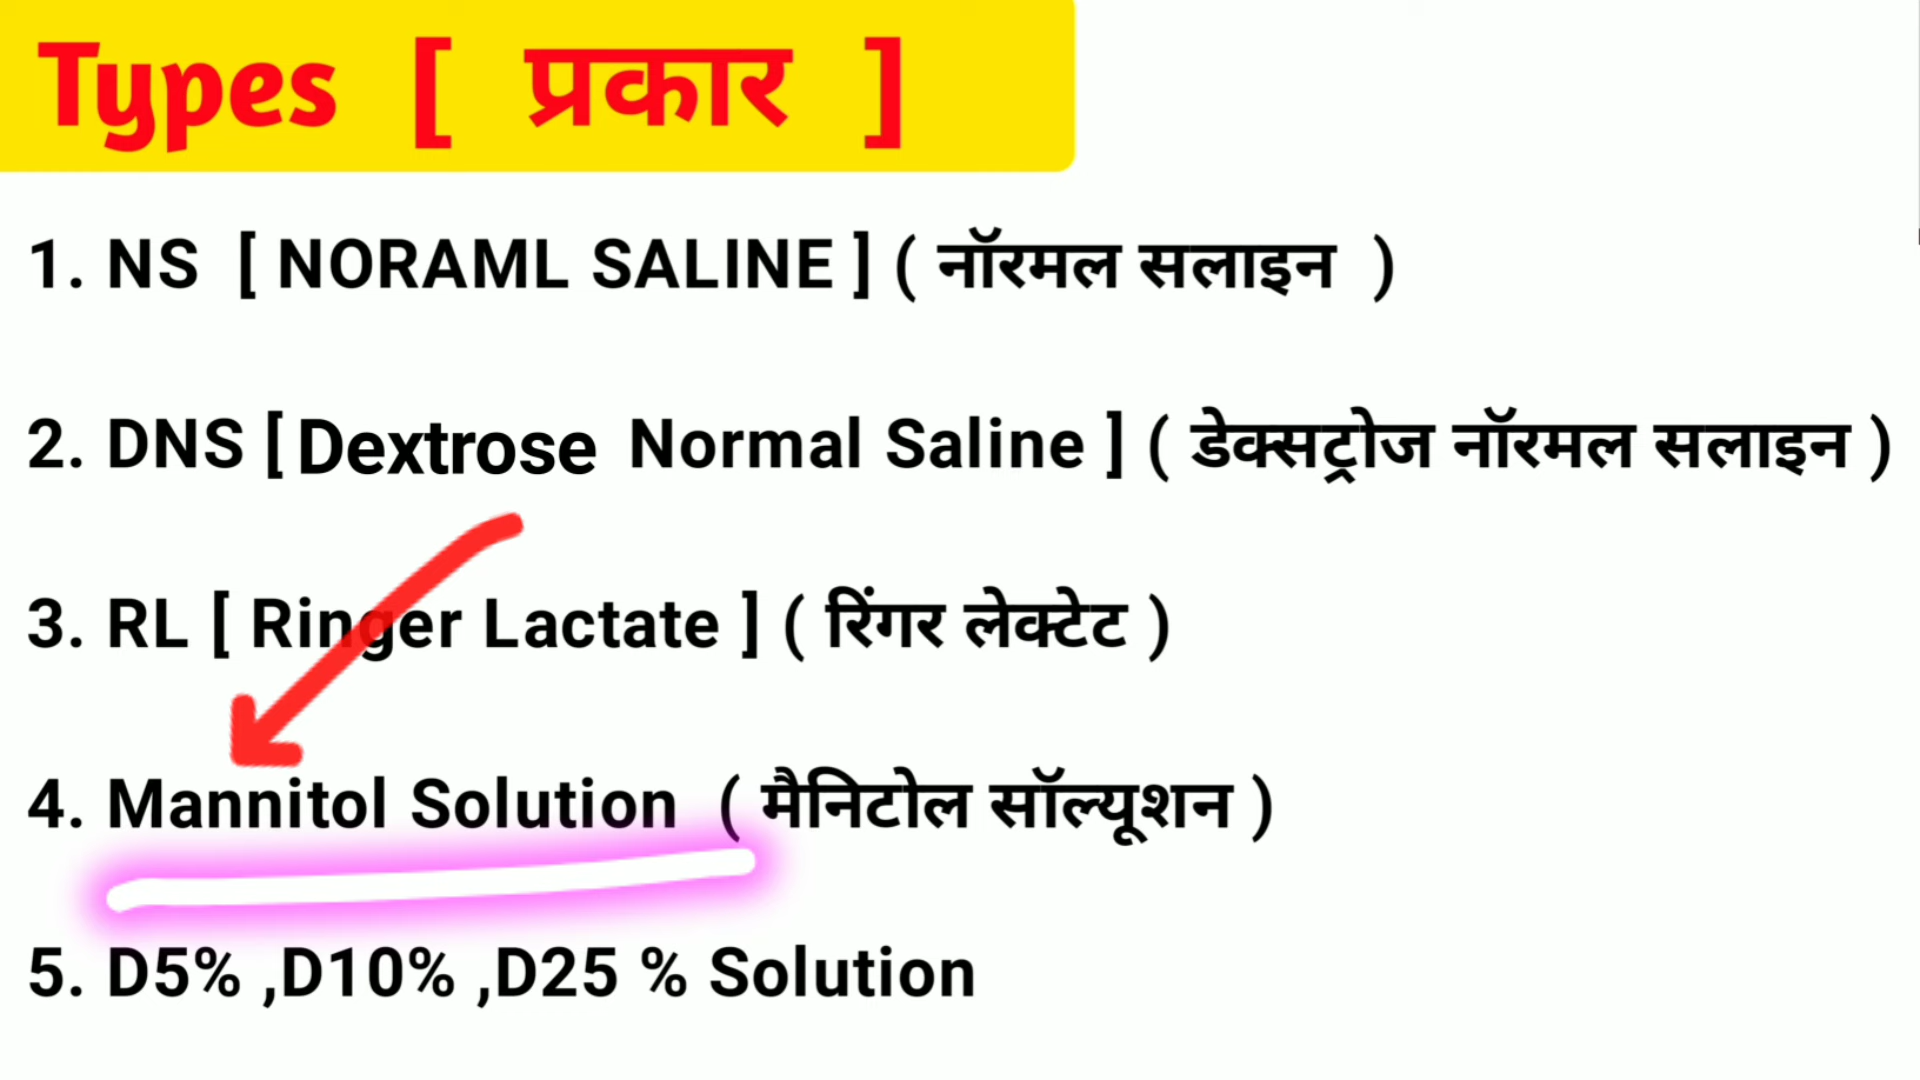 Types [ प्रकार ]
1. NS [ NORAML SALINE ] ( नॉरमल सलाइन )
2. DNS [ Dextrose Normal Saline ] ( डेक्सट्रोज नॉरमल सलाइन )
3. RL [ Ringer Lactate ] ( रिंगर लेक्टेट )
4. Mannitol Solution ( मैनिटोल सॉल्यूशन )
5. D5% ,D10% ,D25 % Solution